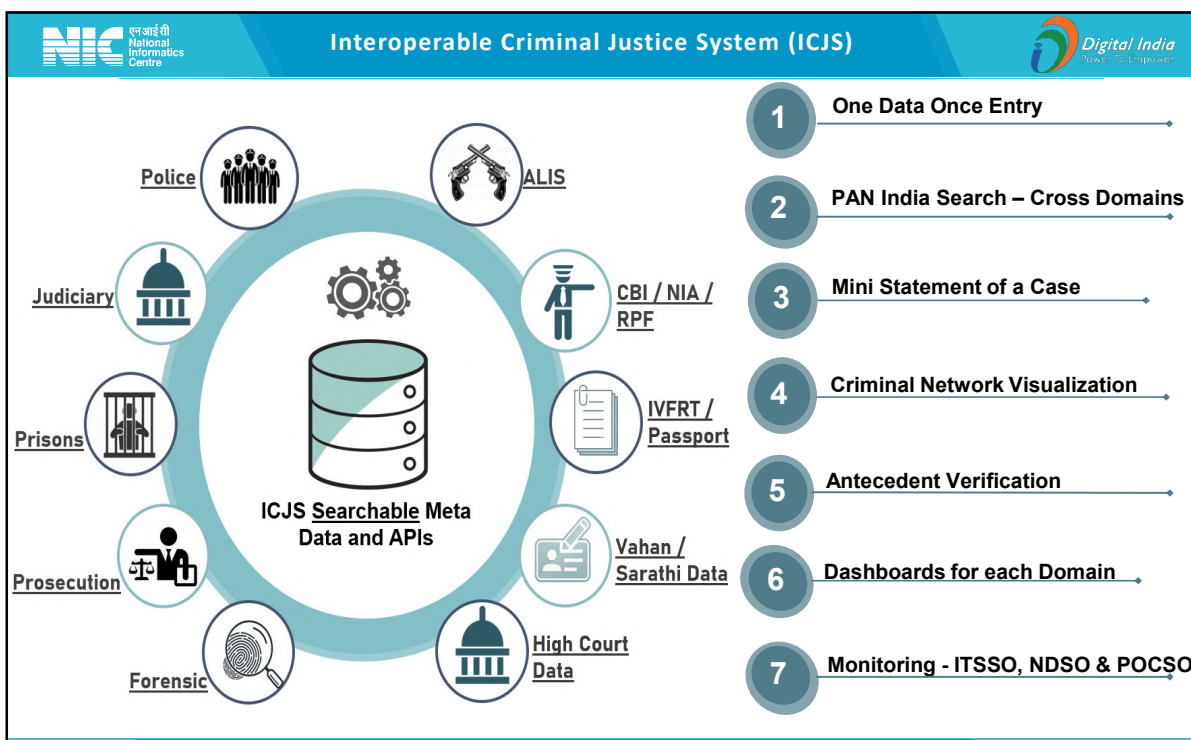 NIC
एन आई सी
National
Informatics
Centre
Interoperable Criminal Justice System (ICJS)
Digital India
Power To Empower
Police
ALIS
Judiciary
CBI / NIA /
RPF
Prisons
IVFRT /
Passport
ICJS Searchable Meta
Data and APIs
Prosecution
Vahan /
Sarathi Data
Forensic
High Court
Data
1
One Data Once Entry
2
PAN India Search – Cross Domains
3
Mini Statement of a Case
4
Criminal Network Visualization
5
Antecedent Verification
6
Dashboards for each Domain
7
Monitoring - ITSSO, NDSO & POCSO